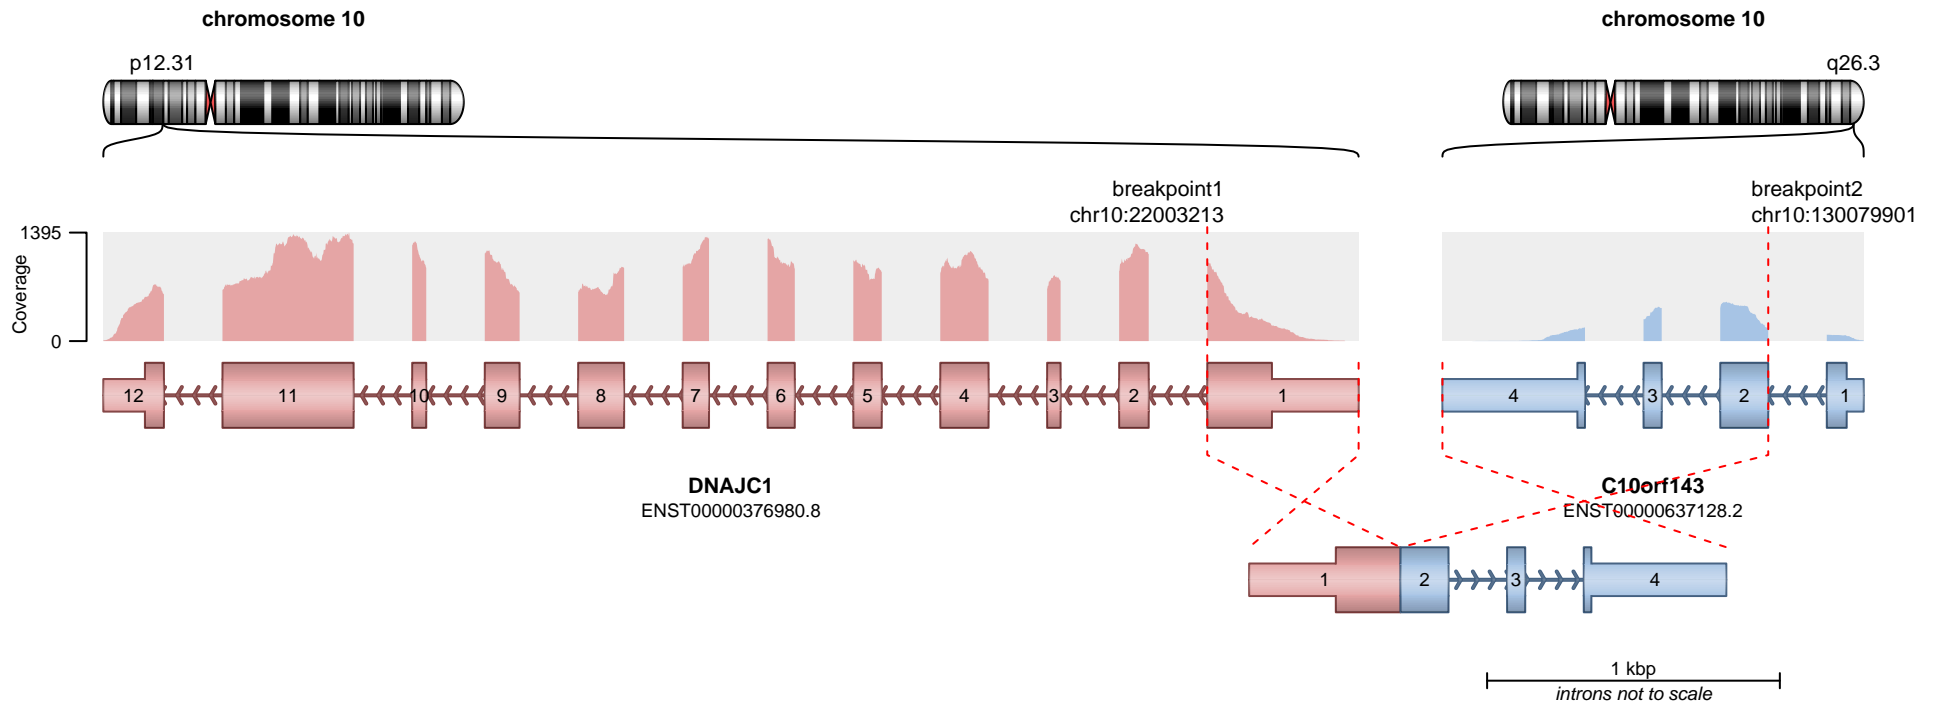 chromosome 10
chromosome 10
p12.31
q26.3
breakpoint1
chr10:22003213
breakpoint2
chr10:130079901
1395
Coverage
0
12 11 10 9 8 7 6 5 4 3 2 1
4 3 2 1
DNAJC1
ENST00000376980.8
C10orf143
ENST00000637128.2
1 2 3 4
1 kbp
introns not to scale